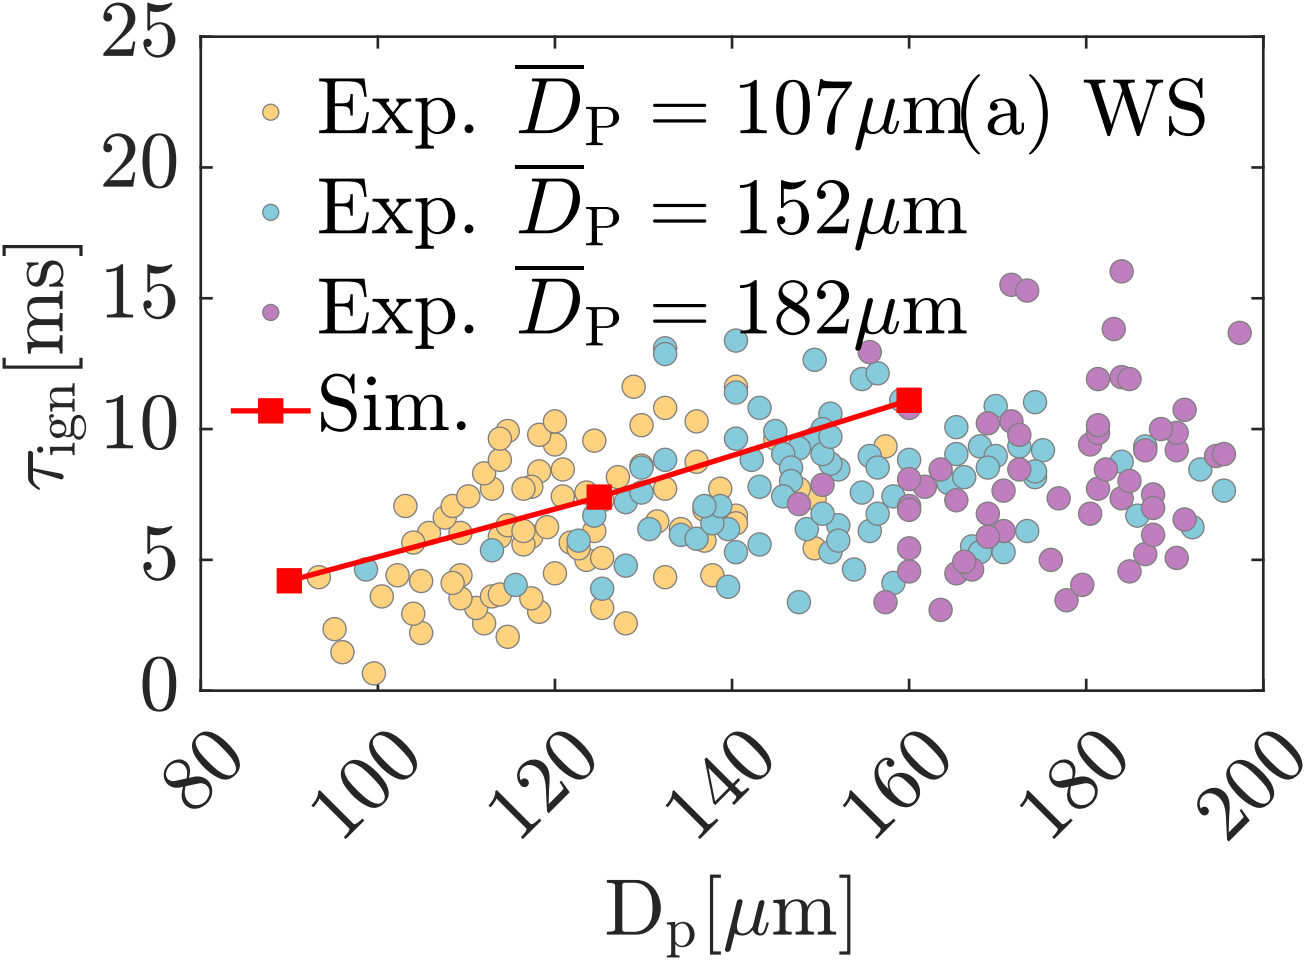 25
20
15
10
5
0
τign[ms]
Exp. D̅P = 107μm(a) WS
Exp. D̅P = 152μm
Exp. D̅P = 182μm
Sim.
80 100 120 140 160 180 200
Dp[μm]